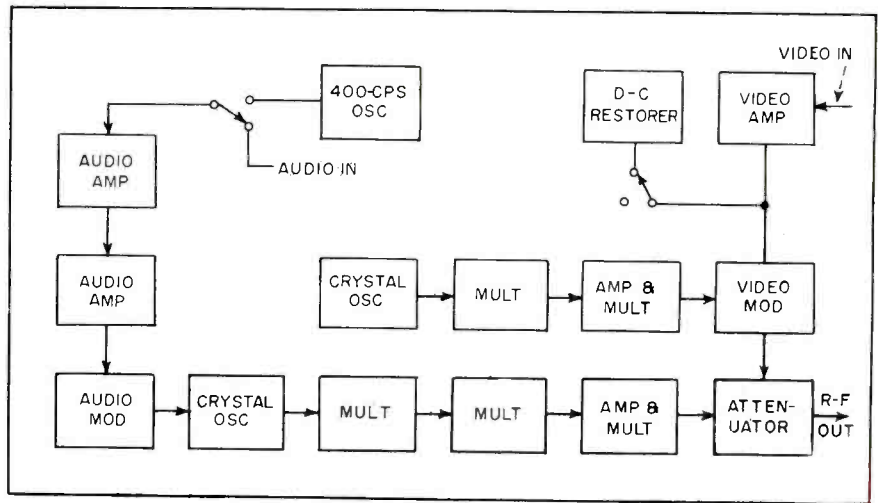 VIDEO IN
400-CPS
OSC
D-C
RESTORER
VIDEO
AMP
AUDIO IN
AUDIO
AMP
AUDIO
AMP
CRYSTAL
OSC
MULT
AMP &
MULT
VIDEO
MOD
AUDIO
MOD
CRYSTAL
OSC
MULT
MULT
AMP &
MULT
ATTEN-
UATOR
R-F
OUT